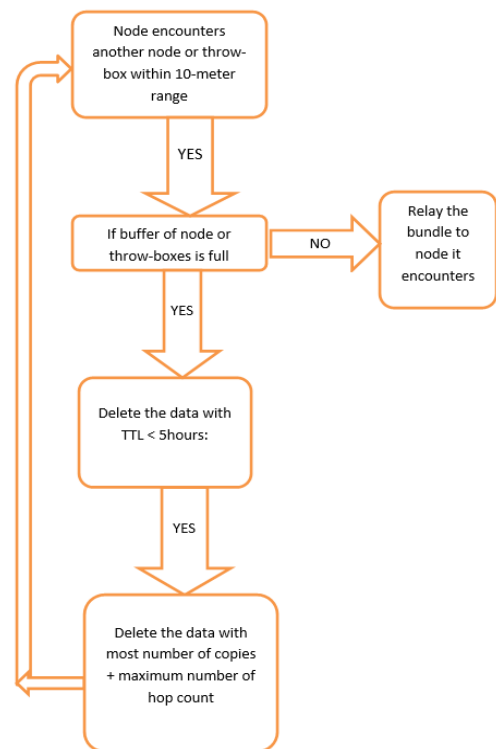 Node encounters
another node or throw-
box within 10-meter
range
YES
If buffer of node or
throw-boxes is full
NO
Relay the
bundle to
node it
encounters
YES
Delete the data with
TTL < 5hours:
YES
Delete the data with
most number of copies
+ maximum number of
hop count